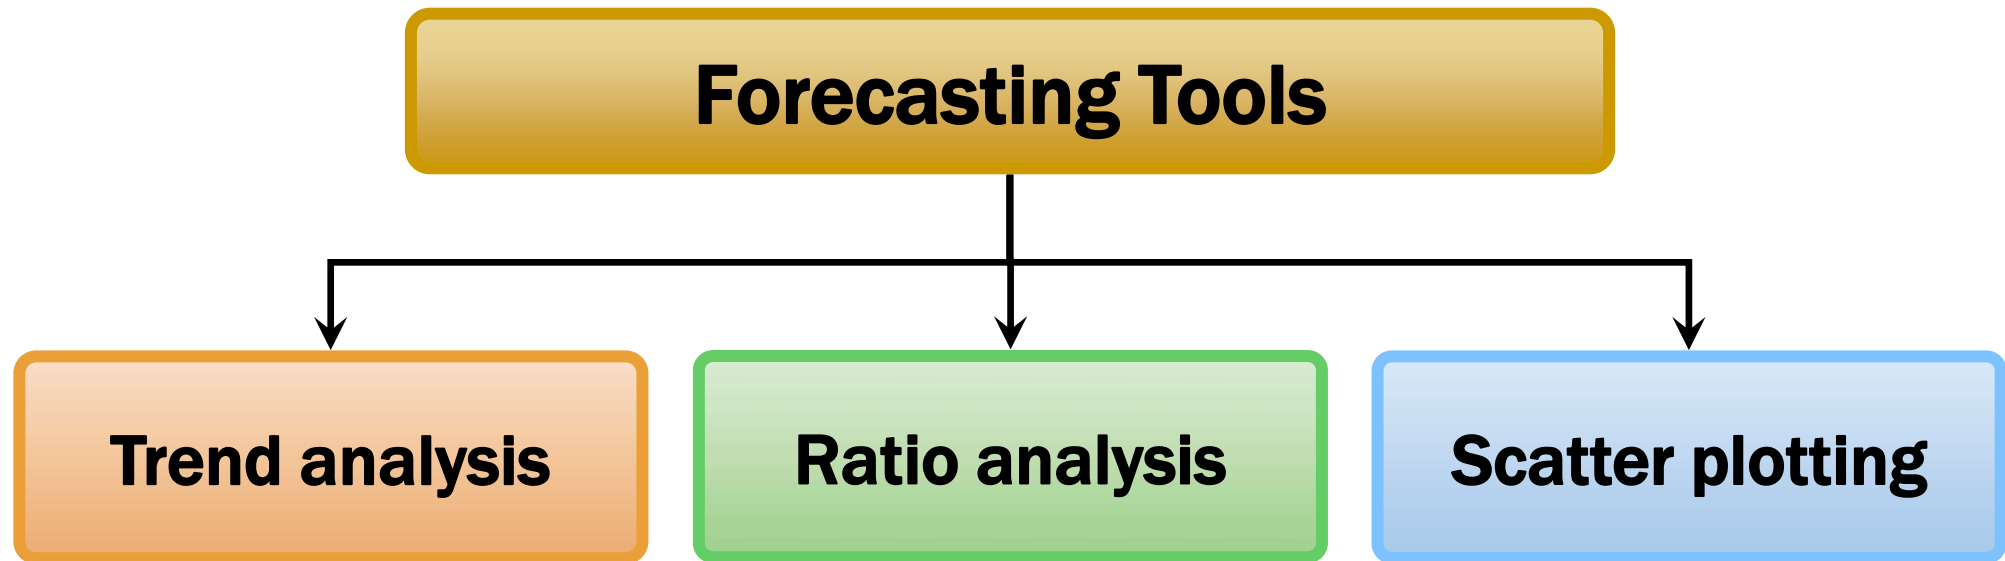 Forecasting Tools
Trend analysis
Ratio analysis
Scatter plotting